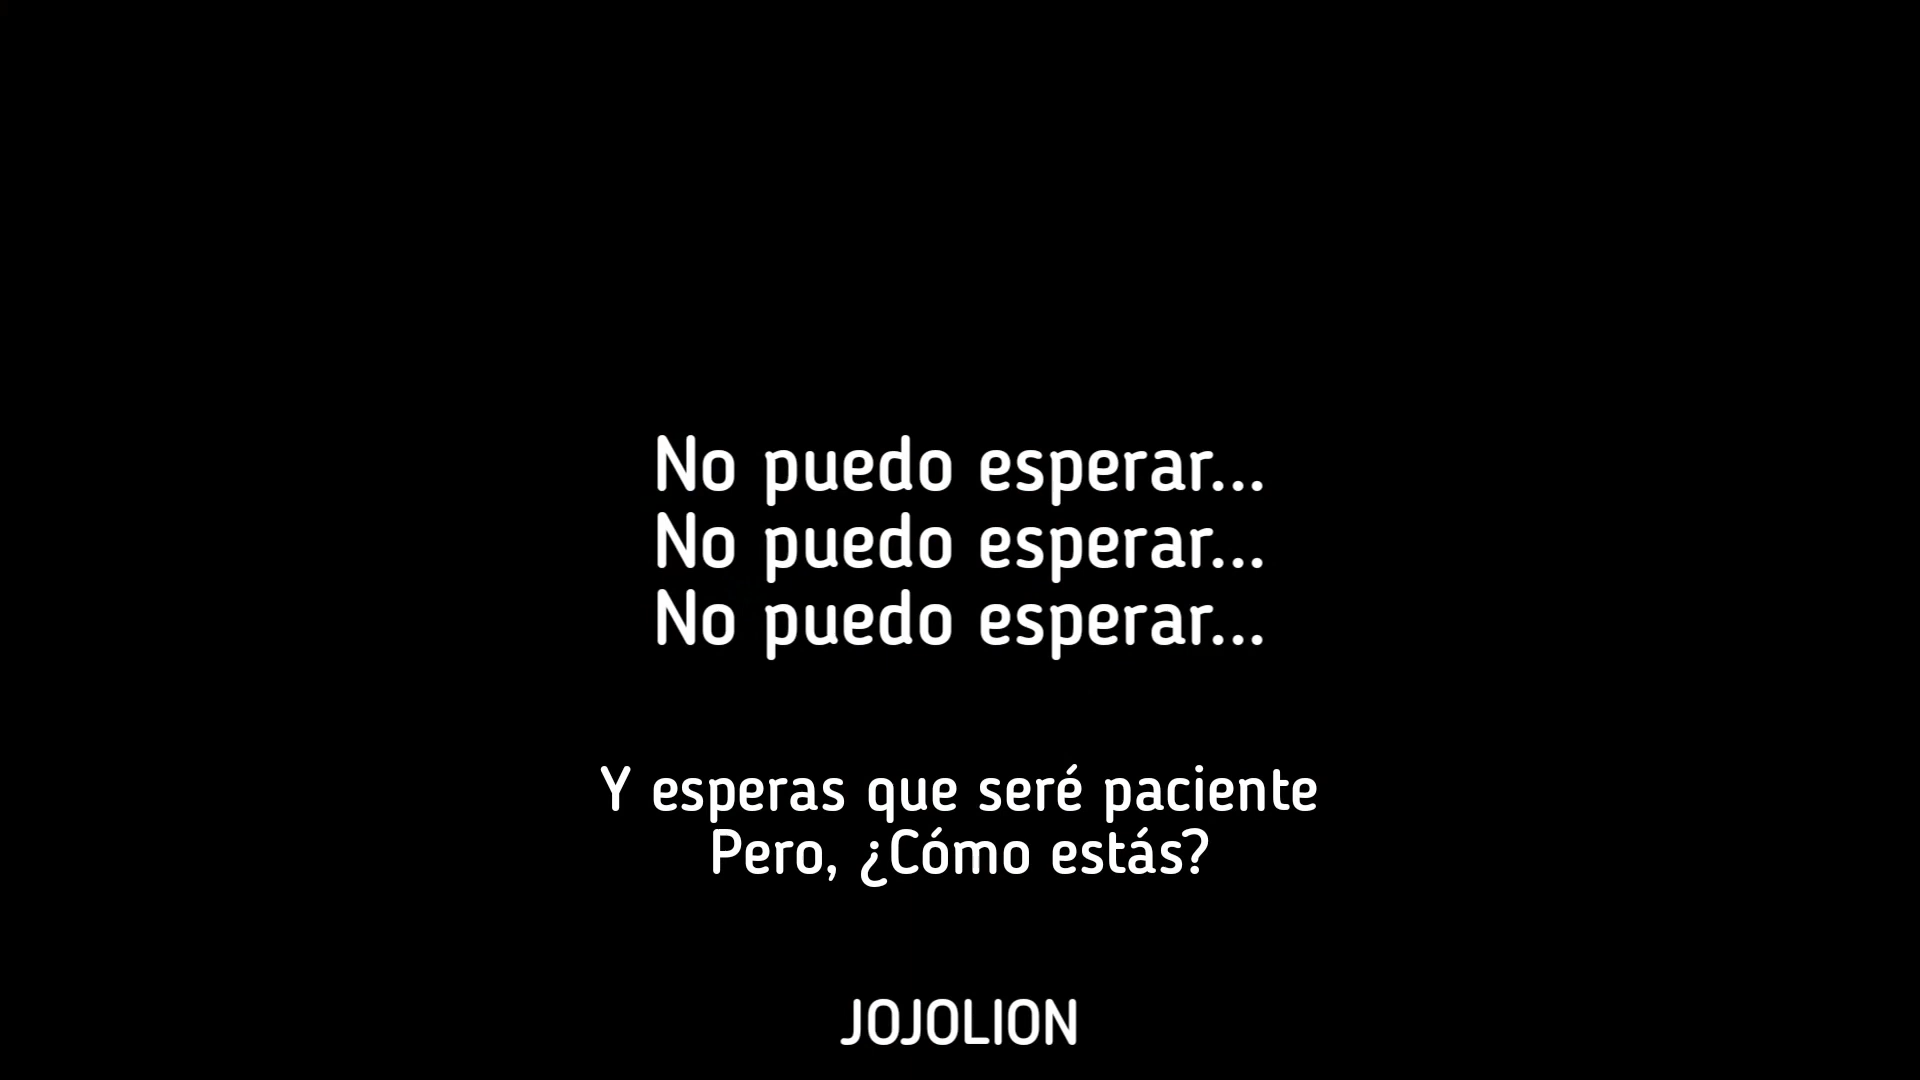 No puedo esperar...
No puedo esperar...
No puedo esperar...
Y esperas que seré paciente
Pero, ¿Cómo estás?
JOJOLION